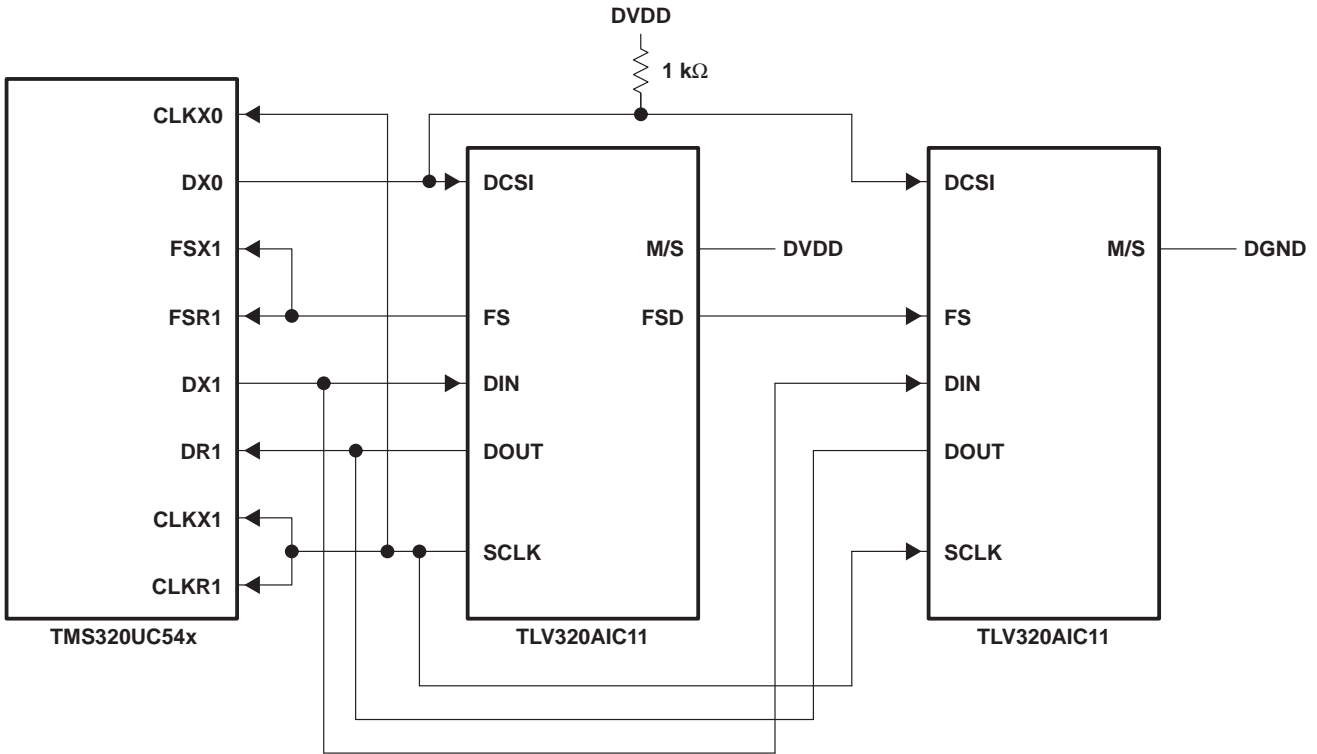 DVDD
1 kΩ
CLKX0
DX0
FSX1
FSR1
DX1
DR1
CLKX1
CLKR1
TMS320UC54x
DCSI
M/S
DVDD
FS
FSD
DIN
DOUT
SCLK
TLV320AIC11
DCSI
M/S
DGND
FS
DIN
DOUT
SCLK
TLV320AIC11